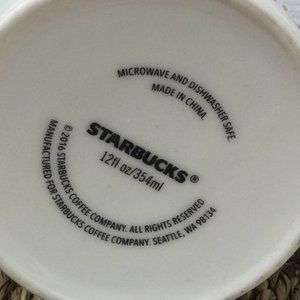 MICROWAVE AND DISHWASHER SAFE.
MADE IN CHINA.
STARBUCKS®
12fl oz/354ml
© 2016 STARBUCKS COFFEE COMPANY. ALL RIGHTS RESERVED
MANUFACTURED FOR STARBUCKS COFFEE COMPANY. SEATTLE, WA 98134